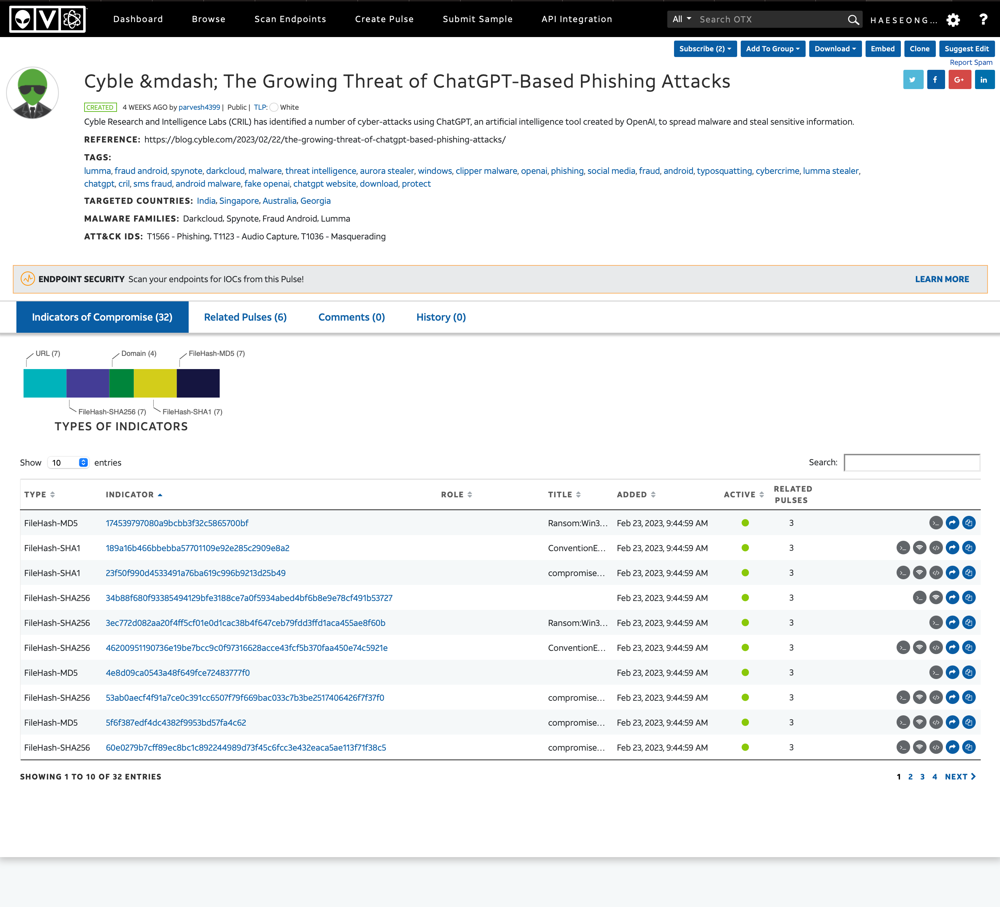 Dashboard Browse Scan Endpoints Create Pulse Submit Sample API Integration All Search OTX HAESEONG... ?
Subscribe (2) Add To Group Download Embed Clone Suggest Edit
Report Spam
Cyble &mdash; The Growing Threat of ChatGPT-Based Phishing Attacks
CREATED 4 WEEKS AGO by parvesh4399 | Public | TLP: White
Cyble Research and Intelligence Labs (CRIL) has identified a number of cyber-attacks using ChatGPT, an artificial intelligence tool created by OpenAI, to spread malware and steal sensitive information.
REFERENCE: https://blog.cyble.com/2023/02/22/the-growing-threat-of-chatgpt-based-phishing-attacks/
TAGS:
lumma, fraud android, spynote, darkcloud, malware, threat intelligence, aurora stealer, windows, clipper malware, openai, phishing, social media, fraud, android, typosquatting, cybercrime, lumma stealer,
chatgpt, cril, sms fraud, android malware, fake openai, chatgpt website, download, protect
TARGETED COUNTRIES: India, Singapore, Australia, Georgia
MALWARE FAMILIES: Darkcloud, Spynote, Fraud Android, Lumma
ATT&CK IDS: T1566 - Phishing, T1123 - Audio Capture, T1036 - Masquerading
ENDPOINT SECURITY Scan your endpoints for IOCs from this Pulse! LEARN MORE
Indicators of Compromise (32) Related Pulses (6) Comments (0) History (0)
URL (7) Domain (4) FileHash-MD5 (7)
FileHash-SHA256 (7) FileHash-SHA1 (7)
TYPES OF INDICATORS
Show 10 entries Search:
TYPE INDICATOR ROLE TITLE ADDED ACTIVE RELATED PULSES
FileHash-MD5 174539797080a9bcbb3f32c5865700bf Ransom:Win3... Feb 23, 2023, 9:44:59 AM 3
FileHash-SHA1 189a16b466bbebba57701109e92e285c2909e8a2 ConventionE... Feb 23, 2023, 9:44:59 AM 3
FileHash-SHA1 23f50f990d4533491a76ba619c996b9213d25b49 compromise... Feb 23, 2023, 9:44:59 AM 3
FileHash-SHA256 34b88f680f93385494129bfe3188ce7a0f5934abed4bf6b8e9e78cf491b53727 Feb 23, 2023, 9:44:59 AM 3
FileHash-SHA256 3ec772d082aa20f4ff5cf01e0d1cac38b4f647ceb79fdd3ffd1aca455ae8f60b Ransom:Win3... Feb 23, 2023, 9:44:59 AM 3
FileHash-SHA256 46200951190736e19be7bcc9c0f97316628acce43fcf5b370faa450e74c5921e ConventionE... Feb 23, 2023, 9:44:59 AM 3
FileHash-MD5 4e8d09ca0543a48f649fce72483777f0 Feb 23, 2023, 9:44:59 AM 3
FileHash-SHA256 53ab0aecf4f91a7ce0c391cc6507f79f669bac033c7b3be2517406426f7f37f0 compromise... Feb 23, 2023, 9:44:59 AM 3
FileHash-MD5 5f6f387edf4dc4382f9953bd57fa4c62 compromise... Feb 23, 2023, 9:44:59 AM 3
FileHash-SHA256 60e0279b7cff89ec8bc1c892244989d73f45c6fcc3e432eaca5ae113f71f38c5 compromise... Feb 23, 2023, 9:44:59 AM 3
SHOWING 1 TO 10 OF 32 ENTRIES 1 2 3 4 NEXT